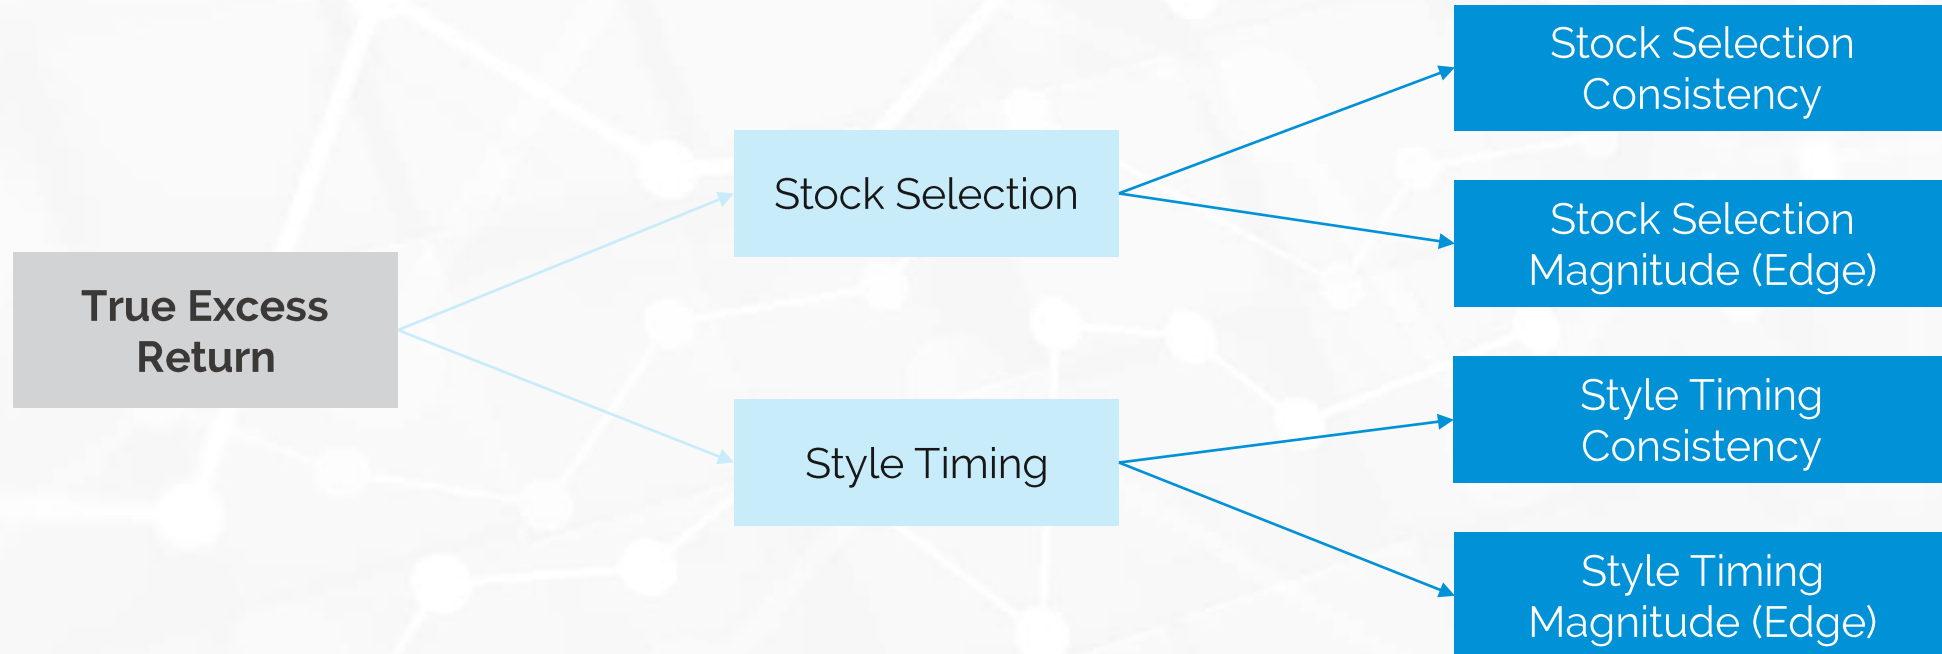 True Excess
Return
Stock Selection
Style Timing
Stock Selection
Consistency
Stock Selection
Magnitude (Edge)
Style Timing
Consistency
Style Timing
Magnitude (Edge)